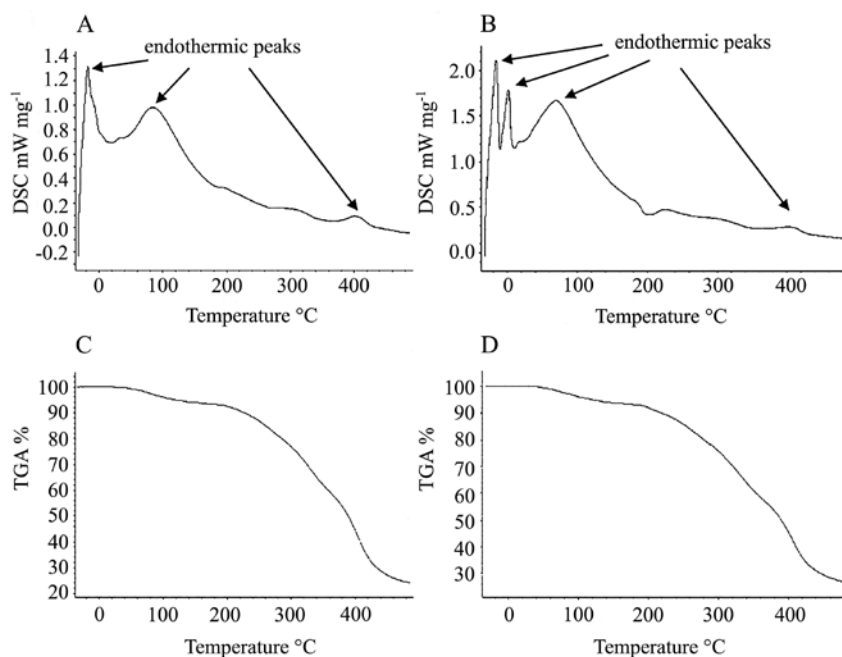 A
endothermic peaks
1.4
1.2
1.0
0.8
0.6
0.4
0.2
0.0
-0.2
DSC mW mg-1
0 100 200 300 400
Temperature °C
B
endothermic peaks
2.0
1.5
1.0
0.5
0.0
DSC mW mg-1
0 100 200 300 400
Temperature °C
C
100
90
80
70
60
50
40
30
20
TGA %
0 100 200 300 400
Temperature °C
D
100
90
80
70
60
50
40
30
TGA %
0 100 200 300 400
Temperature °C